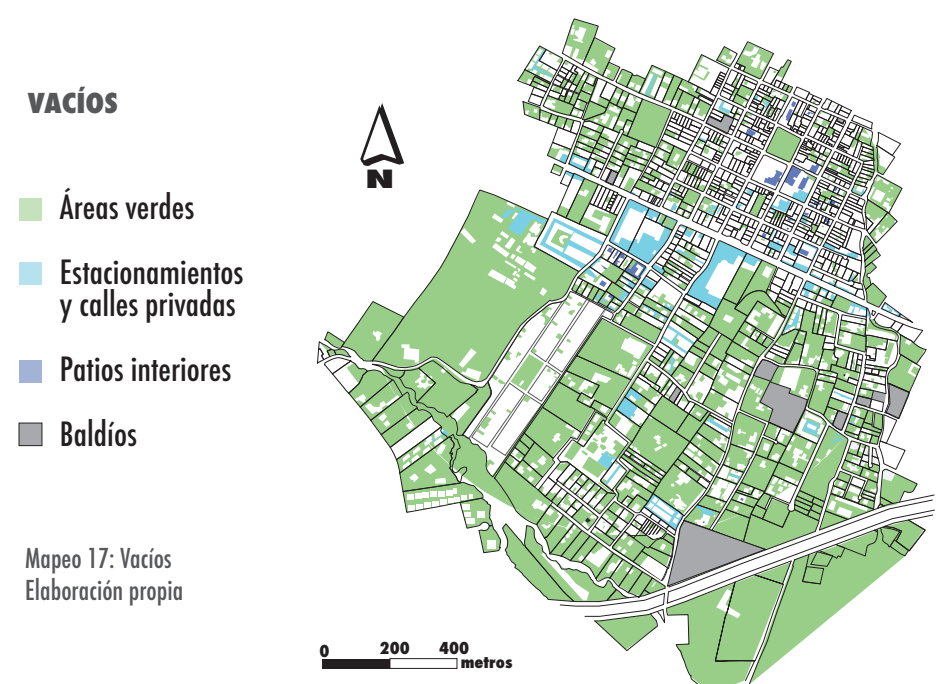 VACÍOS
N
Áreas verdes
Estacionamientos
y calles privadas
Patios interiores
Baldíos
Mapeo 17: Vacíos
Elaboración propia
0 200 400
metros